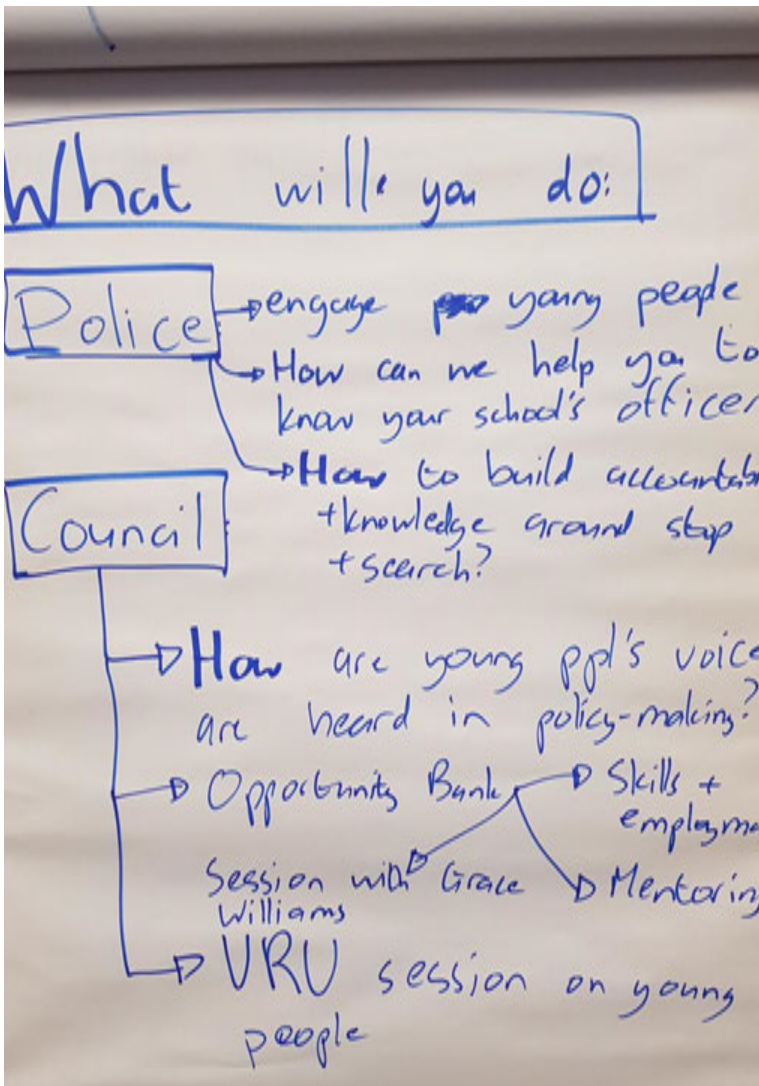 What will you do:
Police
engage young people
How can we help you to
know your school's officer
How to build accountab
+knowledge around stop
+search?
Council
How are young ppl's voice
are heard in policy-making?
Opportunity Bank
Skills +
employme
Session with Grace
Williams
Mentoring
VRU session on young
people